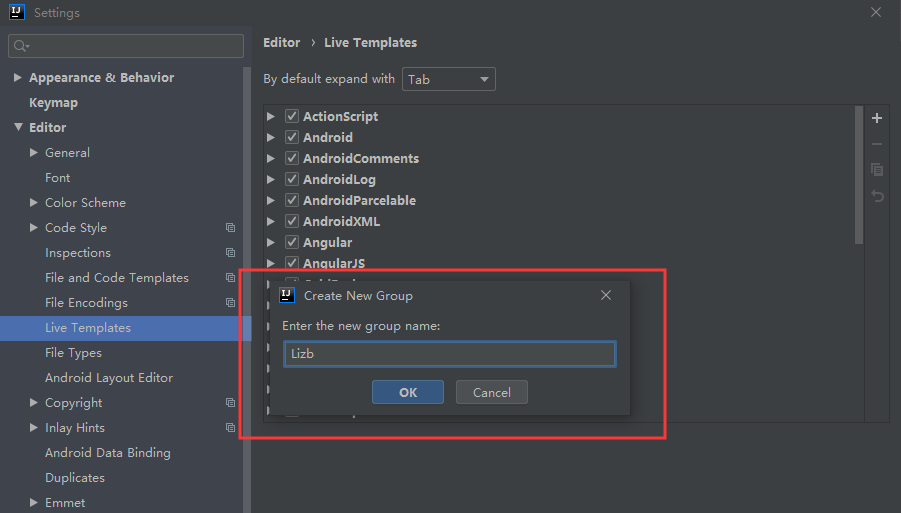 Settings
Appearance & Behavior
Keymap
Editor
General
Font
Color Scheme
Code Style
Inspections
File and Code Templates
File Encodings
Live Templates
File Types
Android Layout Editor
Copyright
Inlay Hints
Android Data Binding
Duplicates
Emmet
Editor › Live Templates
By default expand with Tab
ActionScript
Android
AndroidComments
AndroidLog
AndroidParcelable
AndroidXML
Angular
AngularJS
IJ Create New Group
Enter the new group name:
Lizb
OK Cancel